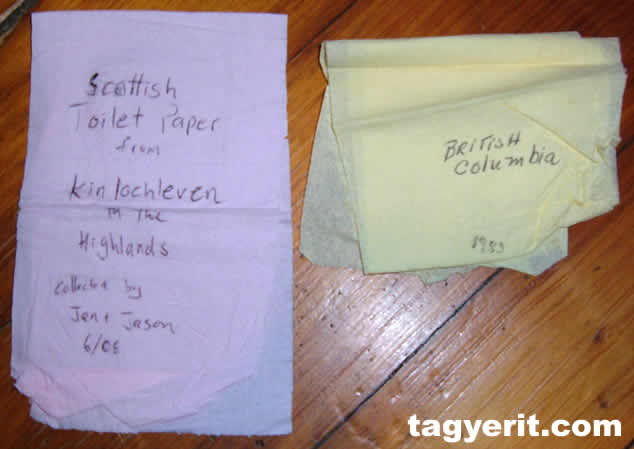 Scottish
Toilet Paper
from
Kinlochleven
in the
Highlands
Collected by
Jen + Jason
6/06
BRITISH
Columbia
1983
tagyerit.com